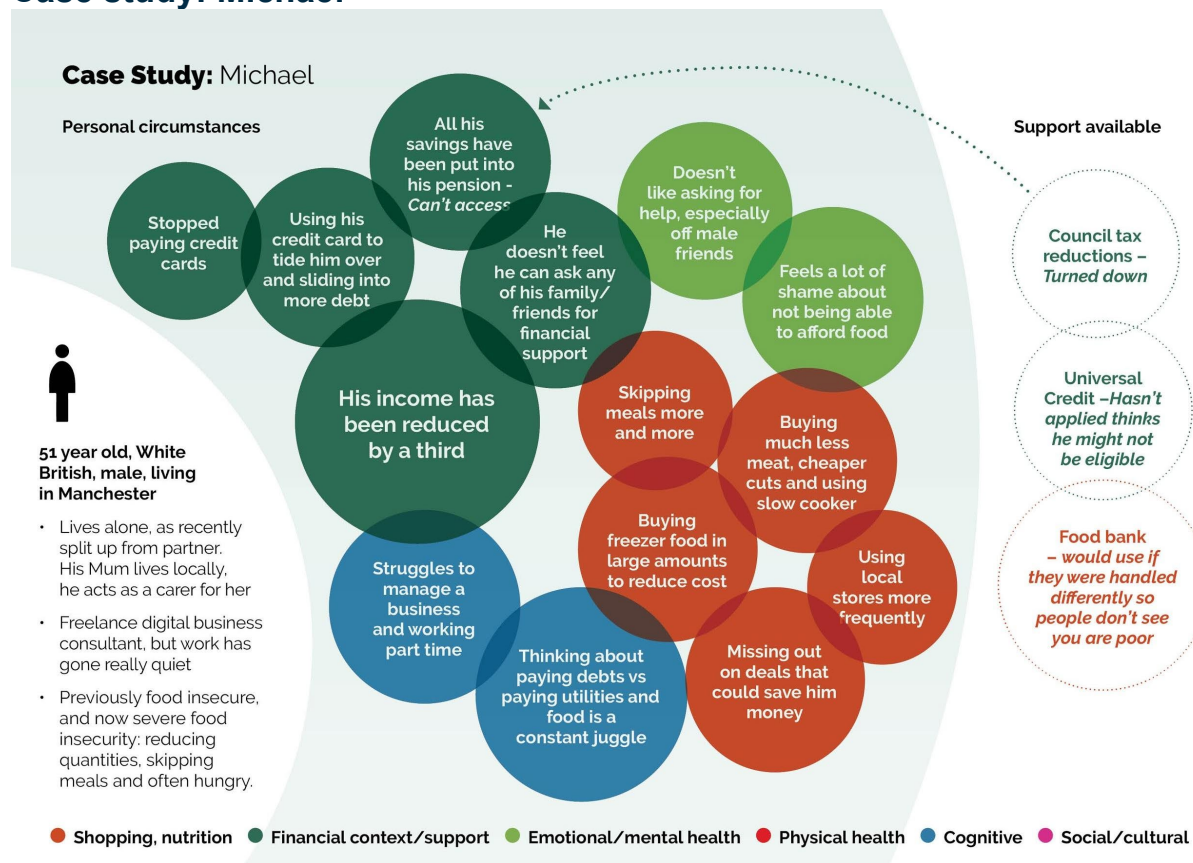 Case Study: Michael
Personal circumstances
Support available
Stopped
paying credit
cards
Using his
credit card to
tide him over
and sliding into
more debt
All his
savings have
been put into
his pension -
Can't access
He
doesn't feel
he can ask any
of his family/
friends for
financial
support
Doesn't
like asking for
help, especially
off male
friends
Feels a lot of
shame about
not being able
to afford food
His income has
been reduced
by a third
Skipping
meals more
and more
Buying
much less
meat, cheaper
cuts and using
slow cooker
Buying
freezer food in
large amounts
to reduce cost
Using
local
stores more
frequently
Missing out
on deals that
could save him
money
Struggles to
manage a
business
and working
part time
Thinking about
paying debts vs
paying utilities and
food is a
constant juggle
Council tax
reductions –
Turned down
Universal
Credit –Hasn't
applied thinks
he might not
be eligible
Food bank
– would use if
they were handled
differently so
people don't see
you are poor
51 year old, White
British, male, living
in Manchester
• Lives alone, as recently
split up from partner.
His Mum lives locally,
he acts as a carer for her
• Freelance digital business
consultant, but work has
gone really quiet
• Previously food insecure,
and now severe food
insecurity: reducing
quantities, skipping
meals and often hungry.
Shopping, nutrition
Financial context/support
Emotional/mental health
Physical health
Cognitive
Social/cultural